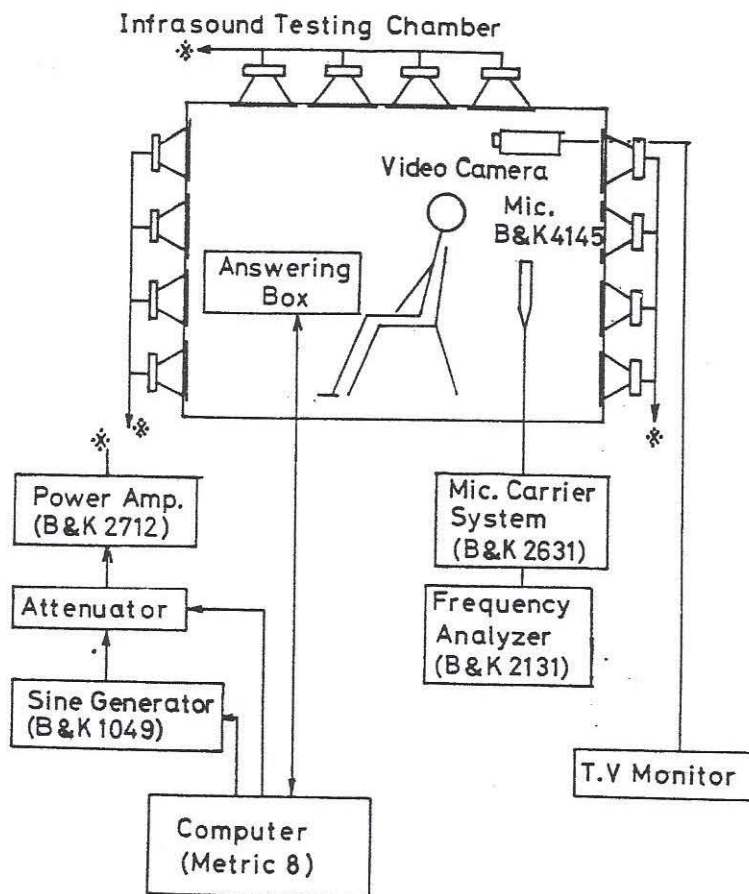 Infrasound Testing Chamber
※
Video Camera
Mic.
B&K4145
Answering
Box
※
※
※
Power Amp.
(B&K 2712)
Mic. Carrier
System
(B&K 2631)
Attenuator
Frequency
Analyzer
(B&K 2131)
Sine Generator
(B&K 1049)
T.V Monitor
Computer
(Metric 8)